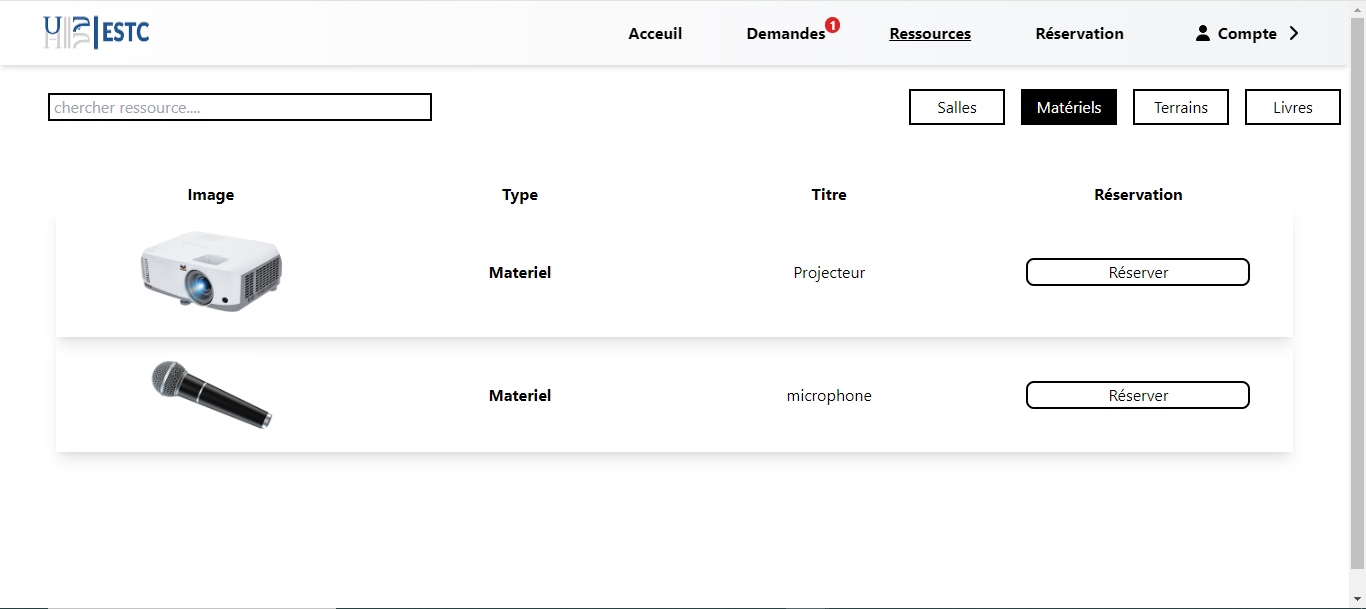 UH2C ESTC
Acceuil Demandes 1 Ressources Réservation Compte
chercher ressource....
Salles Matériels Terrains Livres
Image Type Titre Réservation
Materiel Projecteur Réserver
Materiel microphone Réserver